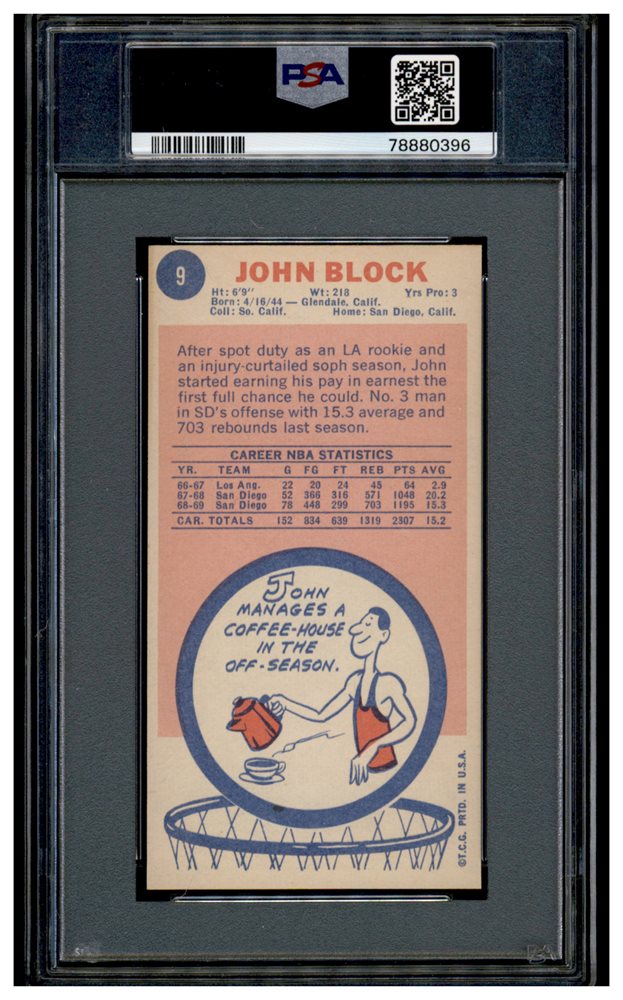 PSA
78880396
9
JOHN BLOCK
Ht: 6'9" Wt: 218 Yrs Pro: 3
Born: 4/16/44 — Glendale, Calif.
Coll: So. Calif. Home: San Diego, Calif.
After spot duty as an LA rookie and
an injury-curtailed soph season, John
started earning his pay in earnest the
first full chance he could. No. 3 man
in SD's offense with 15.3 average and
703 rebounds last season.
CAREER NBA STATISTICS
YR. TEAM G FG FT REB PTS AVG
66-67 Los Ang. 22 20 24 45 64 2.9
67-68 San Diego 52 366 316 571 1048 20.2
68-69 San Diego 78 448 299 703 1195 15.3
CAR. TOTALS 152 834 639 1319 2307 15.2
JOHN
MANAGES A
COFFEE-HOUSE
IN THE
OFF-SEASON.
©T.C.G. PRTD. IN U.S.A.